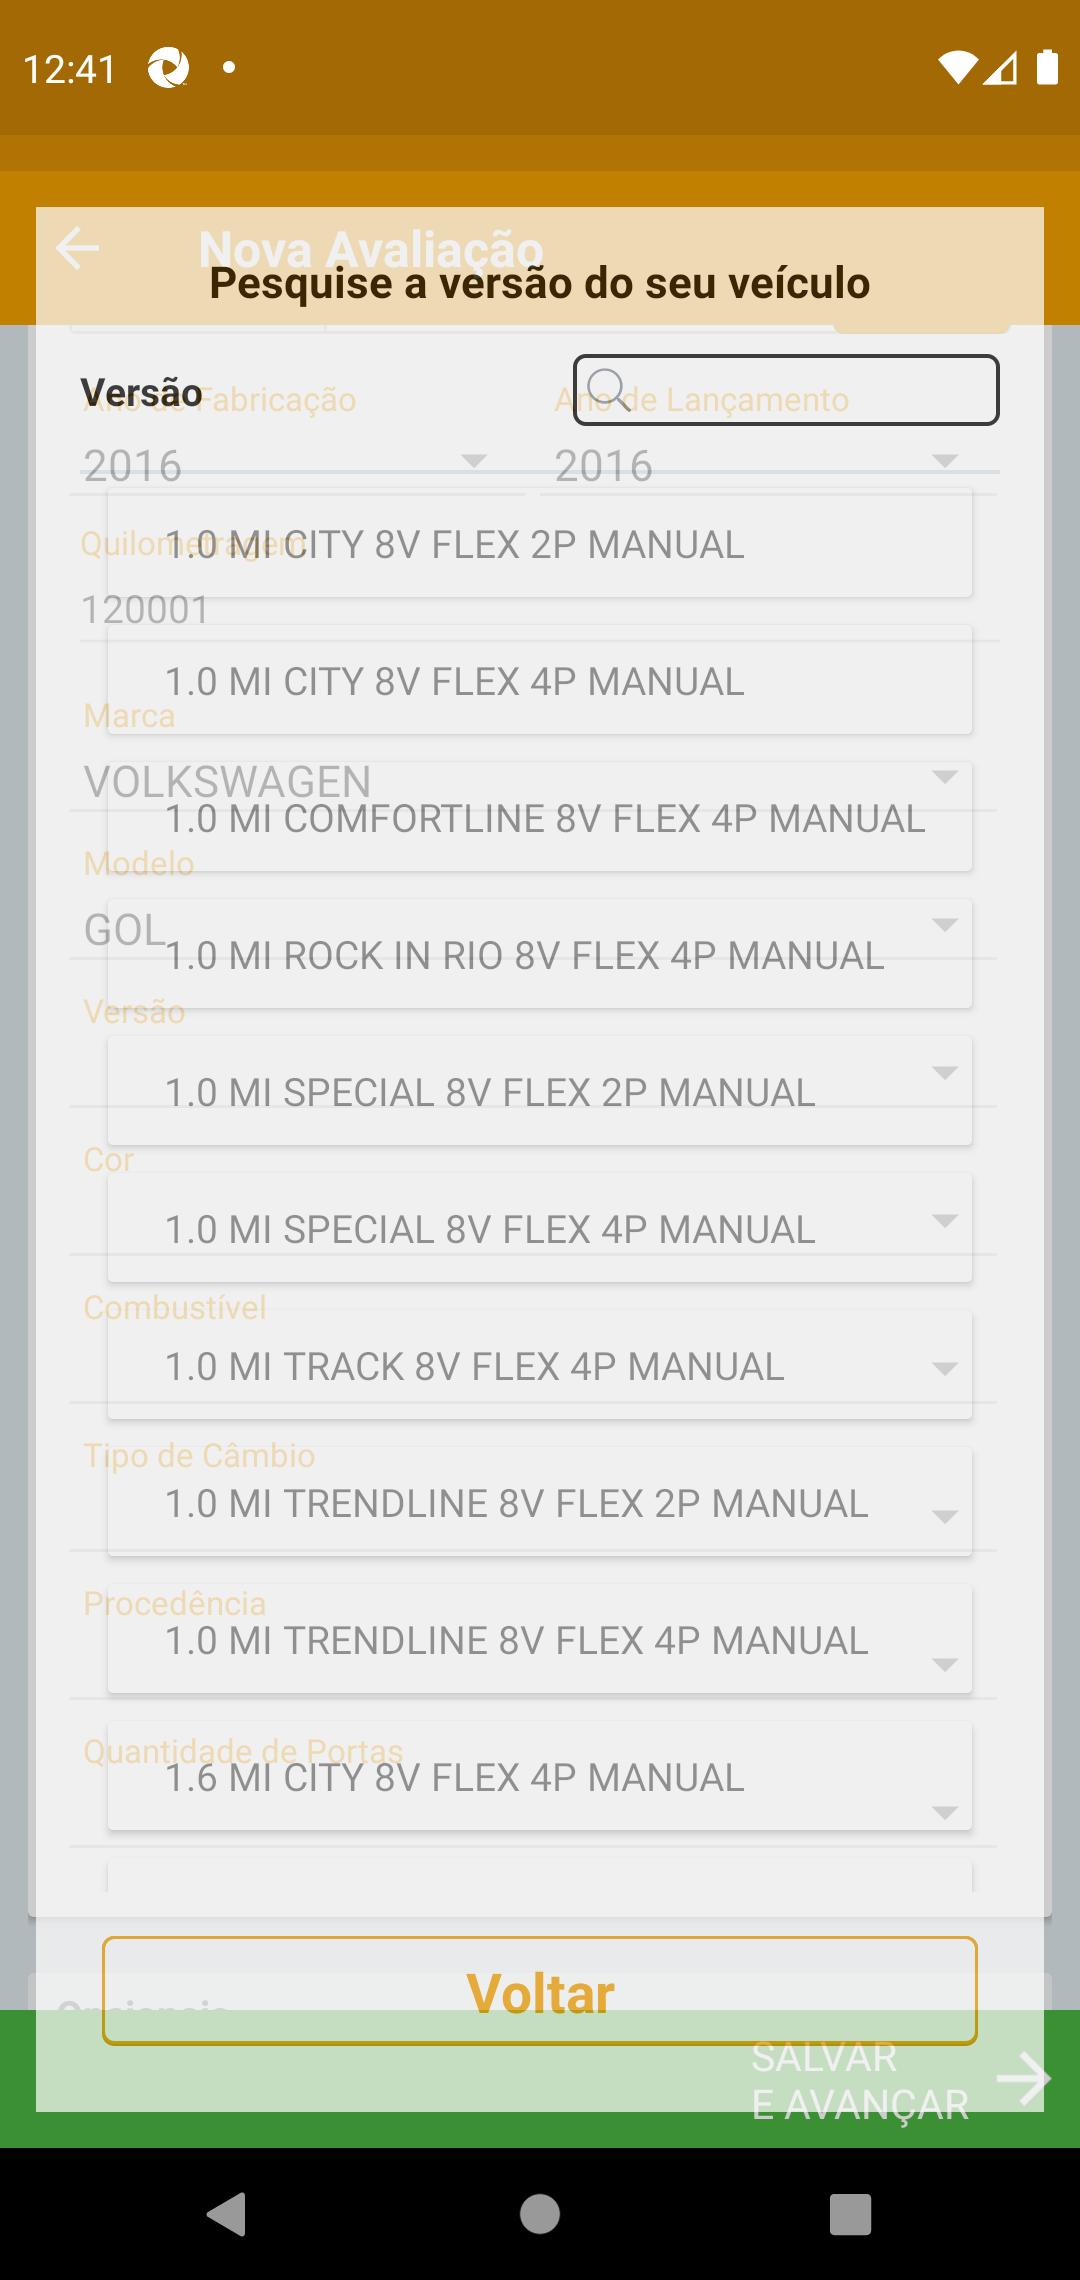 12:41
Nova Avaliação
Pesquise a versão do seu veículo
Versão
Ano de Fabricação
Ano de Lançamento
2016
2016
1.0 MI CITY 8V FLEX 2P MANUAL
Quilometragem
120001
1.0 MI CITY 8V FLEX 4P MANUAL
Marca
VOLKSWAGEN
1.0 MI COMFORTLINE 8V FLEX 4P MANUAL
Modelo
GOL
1.0 MI ROCK IN RIO 8V FLEX 4P MANUAL
Versão
1.0 MI SPECIAL 8V FLEX 2P MANUAL
Cor
1.0 MI SPECIAL 8V FLEX 4P MANUAL
Combustível
1.0 MI TRACK 8V FLEX 4P MANUAL
Tipo de Câmbio
1.0 MI TRENDLINE 8V FLEX 2P MANUAL
Procedência
1.0 MI TRENDLINE 8V FLEX 4P MANUAL
Quantidade de Portas
1.6 MI CITY 8V FLEX 4P MANUAL
Voltar
Opcionais
SALVAR
E AVANÇAR